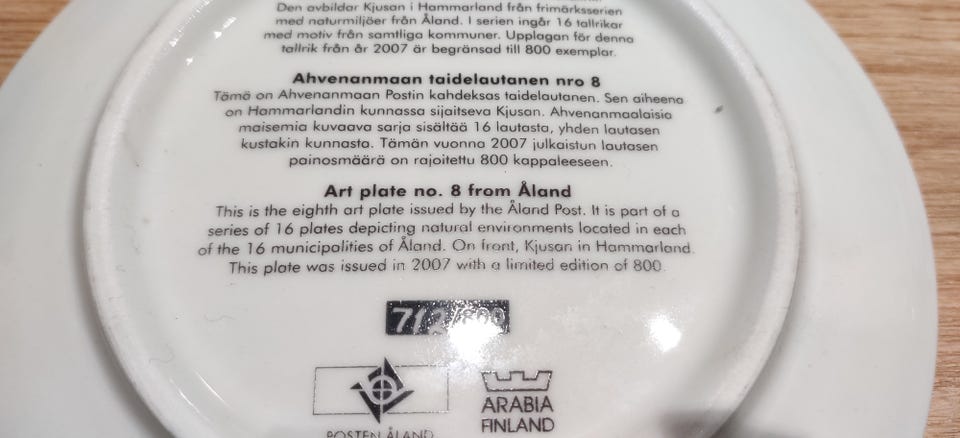 Den avbildar Kjusan i Hammarland från frimärksserien
med naturmiljöer från Åland. I serien ingår 16 tallrikar
med motiv från samtliga kommuner. Upplagan för denna
tallrik från år 2007 är begränsad till 800 exemplar.
Ahvenanmaan taidelautanen nro 8
Tämä on Ahvenanmaan Postin kahdeksas taidelautanen. Sen aiheena
on Hammarlandin kunnassa sijaitseva Kjusan. Ahvenanmaalaisia
maisemia kuvaava sarja sisältää 16 lautasta, yhden lautasen
kustakin kunnasta. Tämän vuonna 2007 julkaistun lautasen
painosmäärä on rajoitettu 800 kappaleeseen.
Art plate no. 8 from Åland
This is the eighth art plate issued by the Åland Post. It is part of a
series of 16 plates depicting natural environments located in each
of the 16 municipalities of Åland. On front, Kjusan in Hammarland.
This plate was issued in 2007 with a limited edition of 800.
712/800
POSTEN ÅLAND
ARABIA
FINLAND